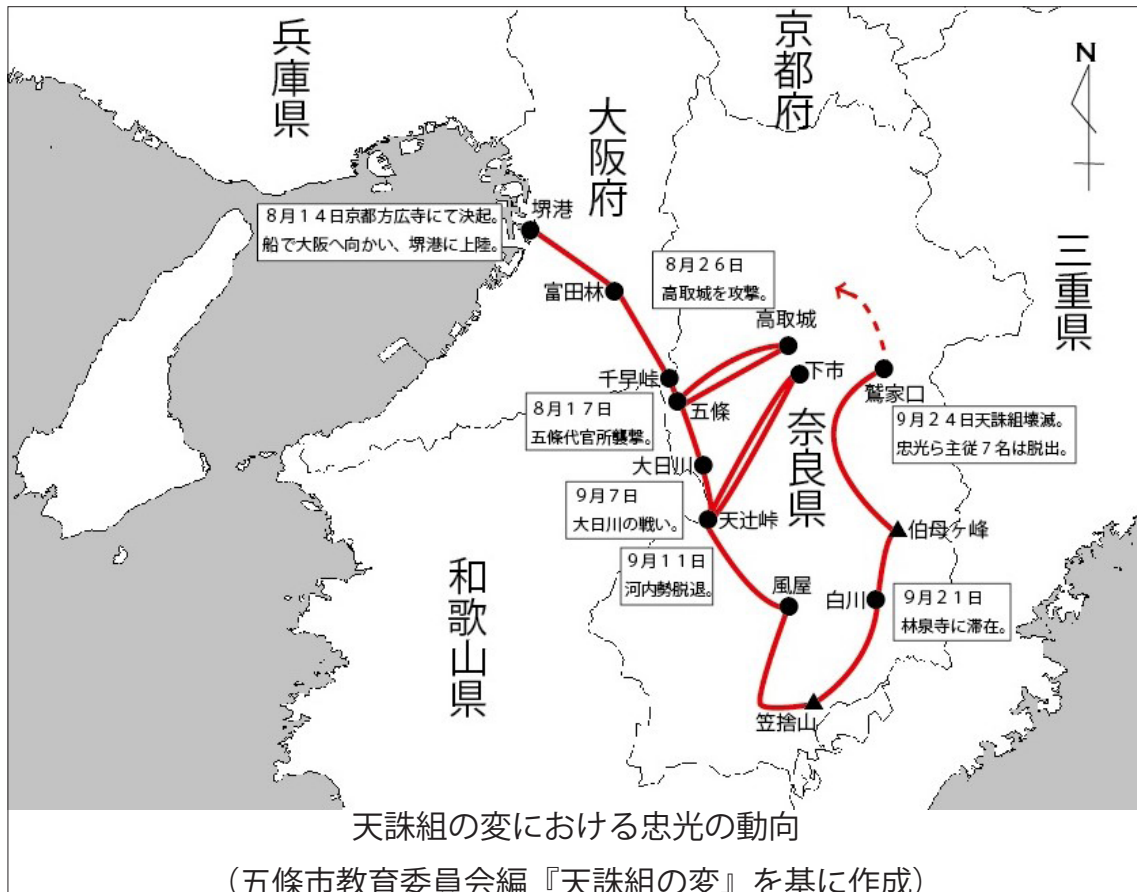 兵庫県
京都府
N
大阪府
三重県
8月14日京都方広寺にて決起。
船で大阪へ向かい、堺港に上陸。
堺港
富田林
8月26日
高取城を攻撃。
高取城
千早峠
下市
鷲家口
五條
8月17日
五條代官所襲撃。
9月24日天誅組壊滅。
忠光ら主従7名は脱出。
奈良県
大日川
9月7日
大日川の戦い。
天辻峠
伯母ヶ峰
9月11日
河内勢脱退。
和歌山県
風屋
白川
9月21日
林泉寺に滞在。
笠捨山
天誅組の変における忠光の動向
(五條市教育委員会編『天誅組の変』を基に作成)